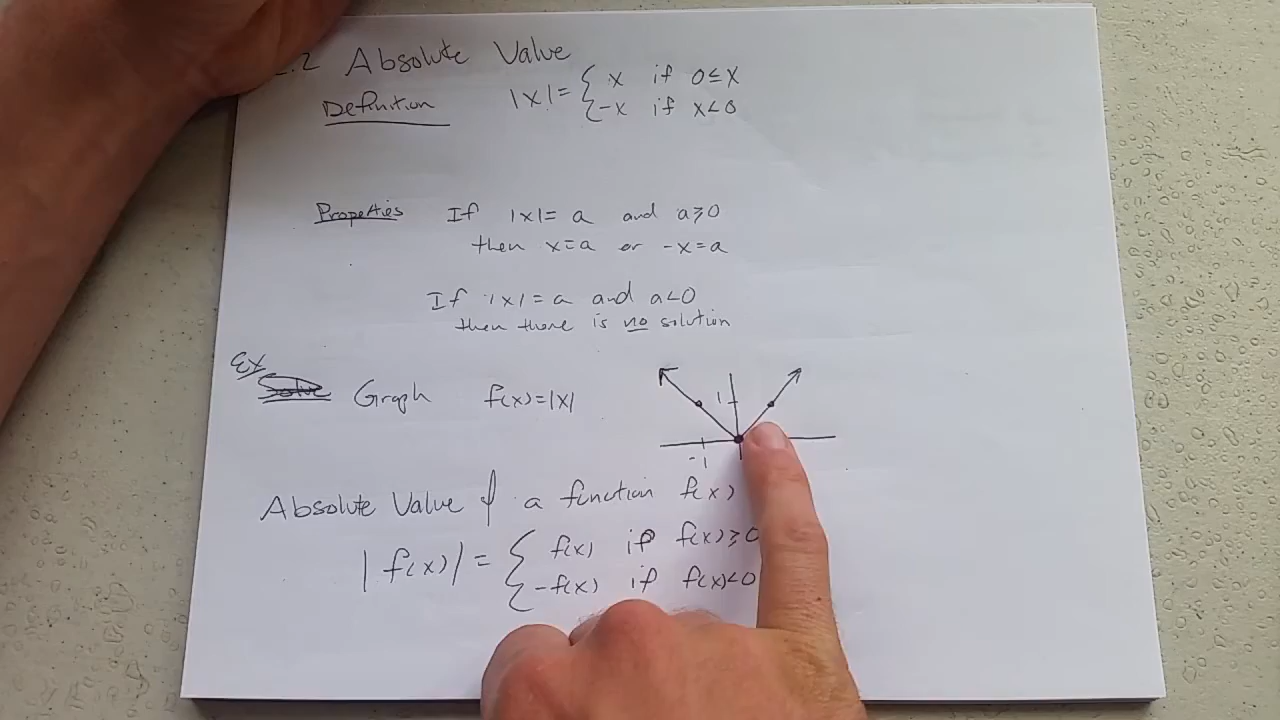 .2 Absolute Value
Definition |x| = { x if 0≤x
{ -x if x<0
Properties If |x| = a and a≥0
then x=a or -x=a
If |x| = a and a<0
then there is no solution
Ex
Graph f(x)=|x|
1
-1
Absolute Value of a function f(x)
|f(x)| = { f(x) if f(x)≥0
{ -f(x) if f(x)<0